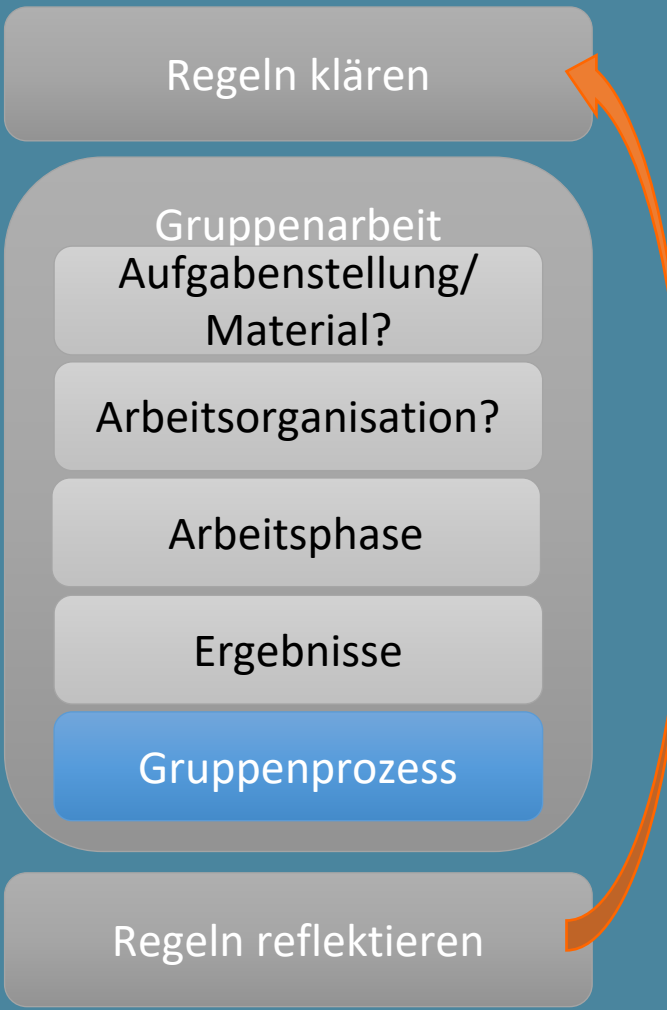 Regeln klären
Gruppenarbeit
Aufgabenstellung/
Material?
Arbeitsorganisation?
Arbeitsphase
Ergebnisse
Gruppenprozess
Regeln reflektieren